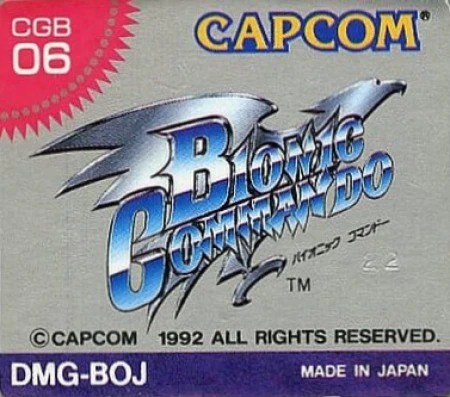 CGB
06
CAPCOM®
BIONIC
COMMANDO
バイオニック コマンドー
TM
22
©CAPCOM 1992 ALL RIGHTS RESERVED.
DMG-BOJ
MADE IN JAPAN